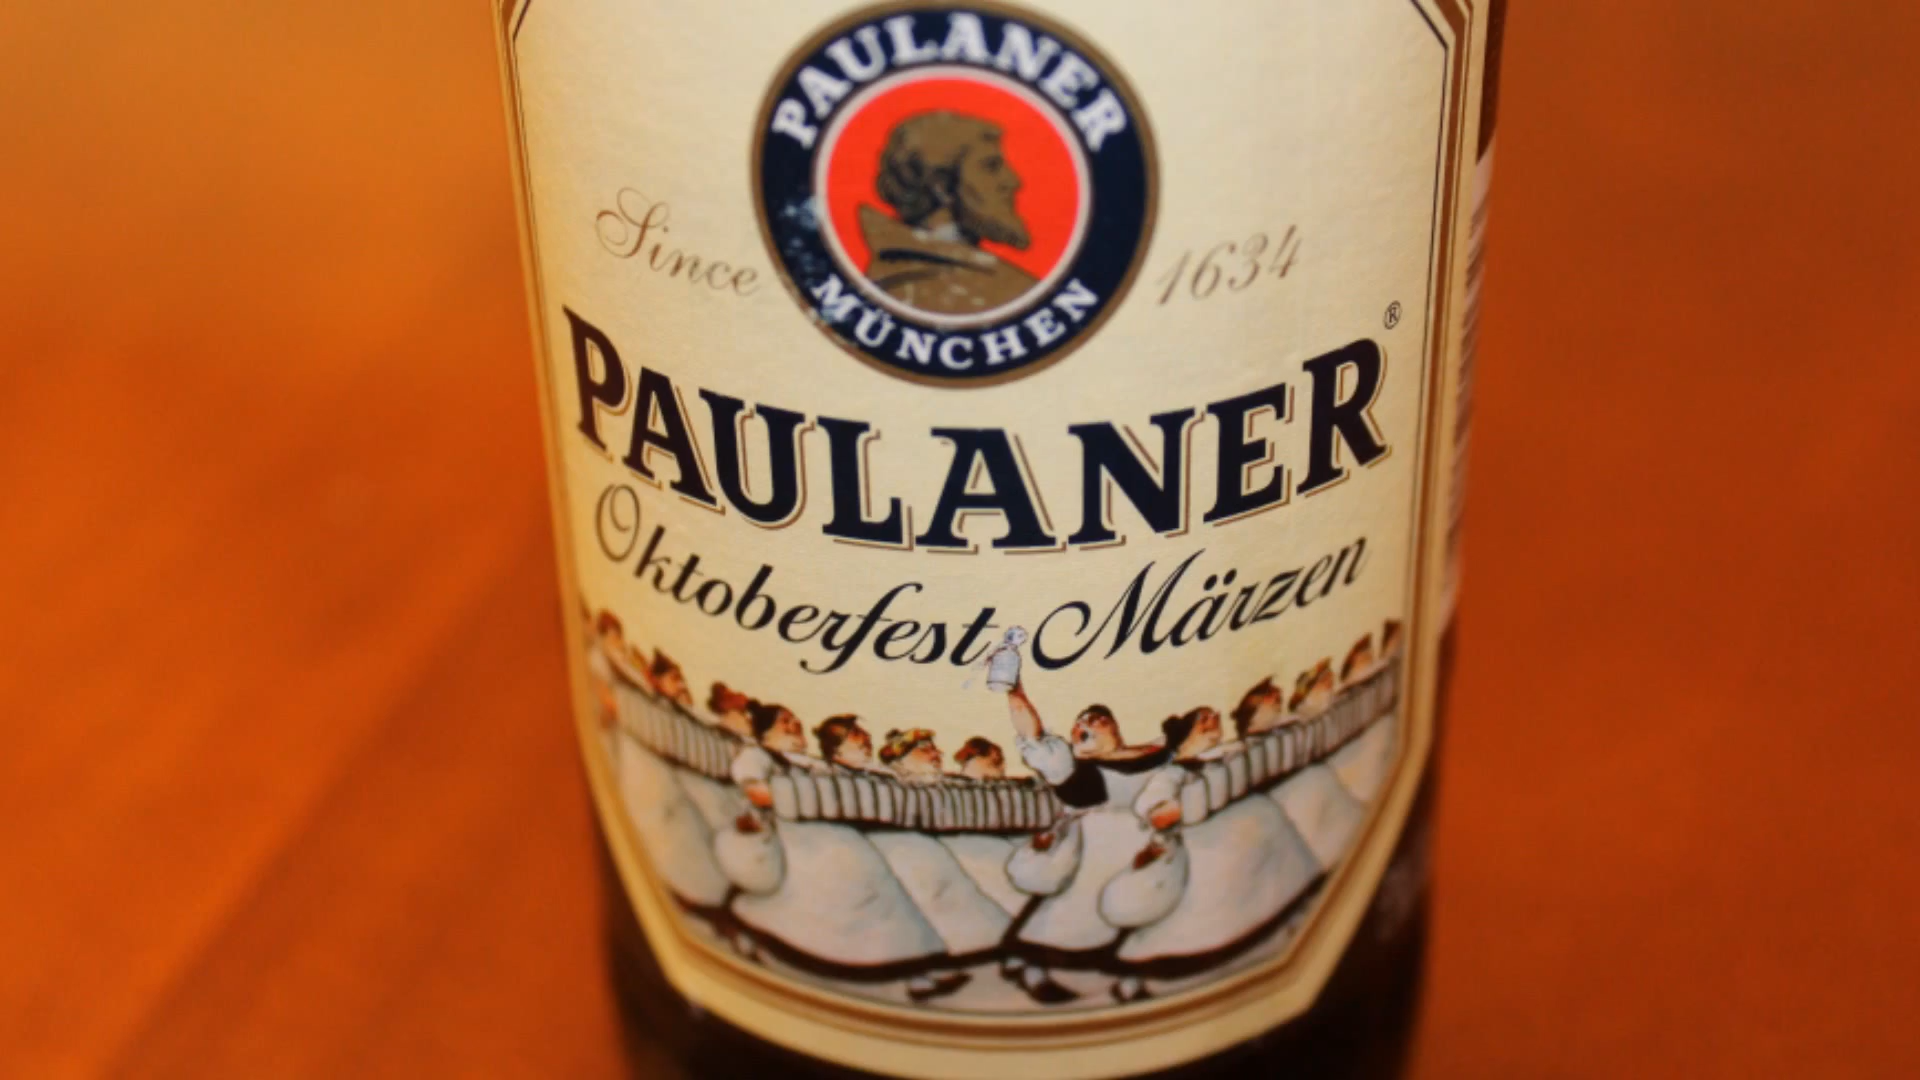 PAULANER
MÜNCHEN
Since 1634
PAULANER®
Oktoberfest Märzen